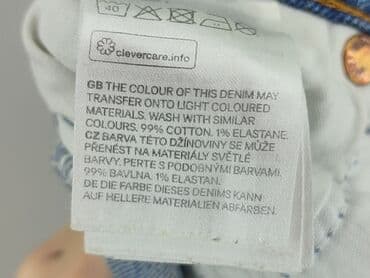 40
clevercare.info
GB THE COLOUR OF THIS DENIM MAY
TRANSFER ONTO LIGHT COLOURED
MATERIALS. WASH WITH SIMILAR
COLOURS. 99% COTTON. 1% ELASTANE.
CZ BARVA TÉTO DŽÍNOVINY SE MŮŽE
PŘENÉST NA MATERIÁLY SVĚTLÉ
BARVY. PERTE S PODOBNÝMI BARVAMI.
99% BAVLNA. 1% ELASTAN.
DE DIE FARBE DIESES DENIMS KANN
AUF HELLERE MATERIALIEN ABFÄRBEN.